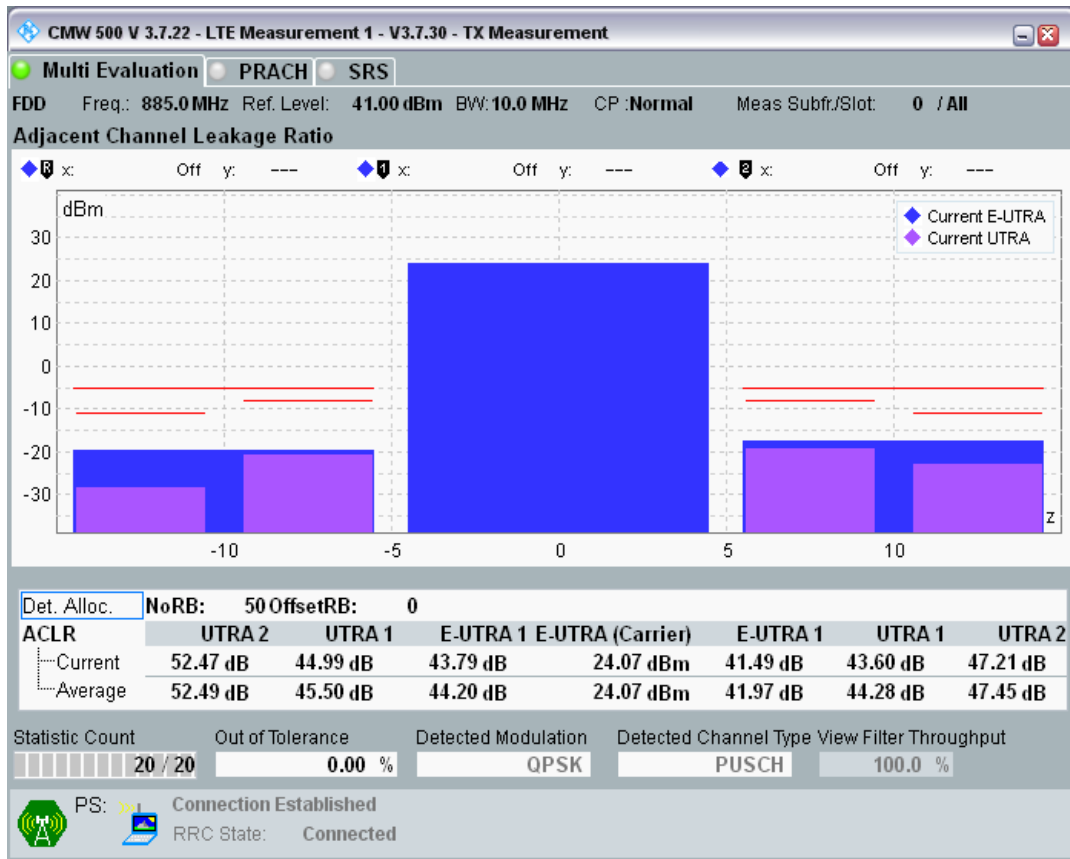 CMW 500 V 3.7.22 - LTE Measurement 1 - V3.7.30 - TX Measurement
Multi Evaluation PRACH SRS
FDD Freq.: 885.0 MHz Ref. Level: 41.00 dBm BW: 10.0 MHz CP :Normal Meas Subfr./Slot: 0 / All
Adjacent Channel Leakage Ratio
R x: Off y: --- 1 x: Off y: --- 2 x: Off y: ---
dBm
Current E-UTRA
Current UTRA
30
20
10
0
-10
-20
-30
z
-10 -5 0 5 10
Det. Alloc. NoRB: 50 OffsetRB: 0
ACLR UTRA 2 UTRA 1 E-UTRA 1 E-UTRA (Carrier) E-UTRA 1 UTRA 1 UTRA 2
Current 52.47 dB 44.99 dB 43.79 dB 24.07 dBm 41.49 dB 43.60 dB 47.21 dB
Average 52.49 dB 45.50 dB 44.20 dB 24.07 dBm 41.97 dB 44.28 dB 47.45 dB
Statistic Count Out of Tolerance Detected Modulation Detected Channel Type View Filter Throughput
20 / 20 0.00 % QPSK PUSCH 100.0 %
PS: Connection Established
RRC State: Connected